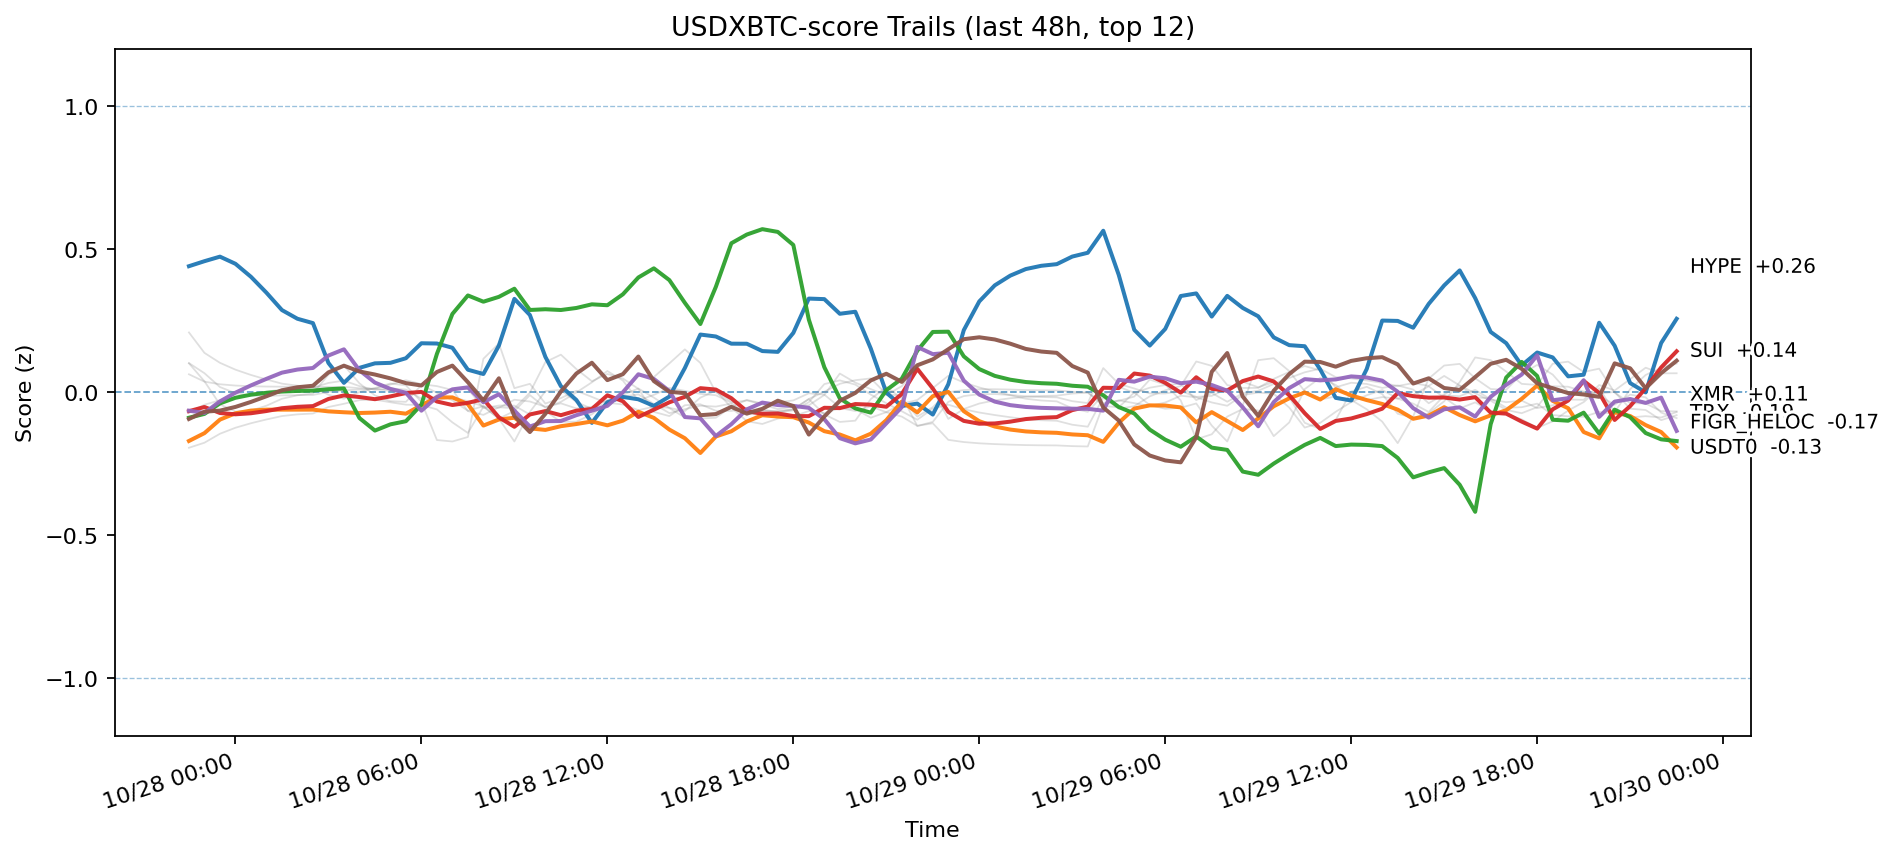 USDXBTC-score Trails (last 48h, top 12)
Score (z)
1.0
0.5
0.0
−0.5
−1.0
HYPE +0.26
SUI +0.14
XMR +0.11
TRX -0.19
FIGR_HELOC -0.17
USDT0 -0.13
10/28 00:00
10/28 06:00
10/28 12:00
10/28 18:00
10/29 00:00
10/29 06:00
10/29 12:00
10/29 18:00
10/30 00:00
Time